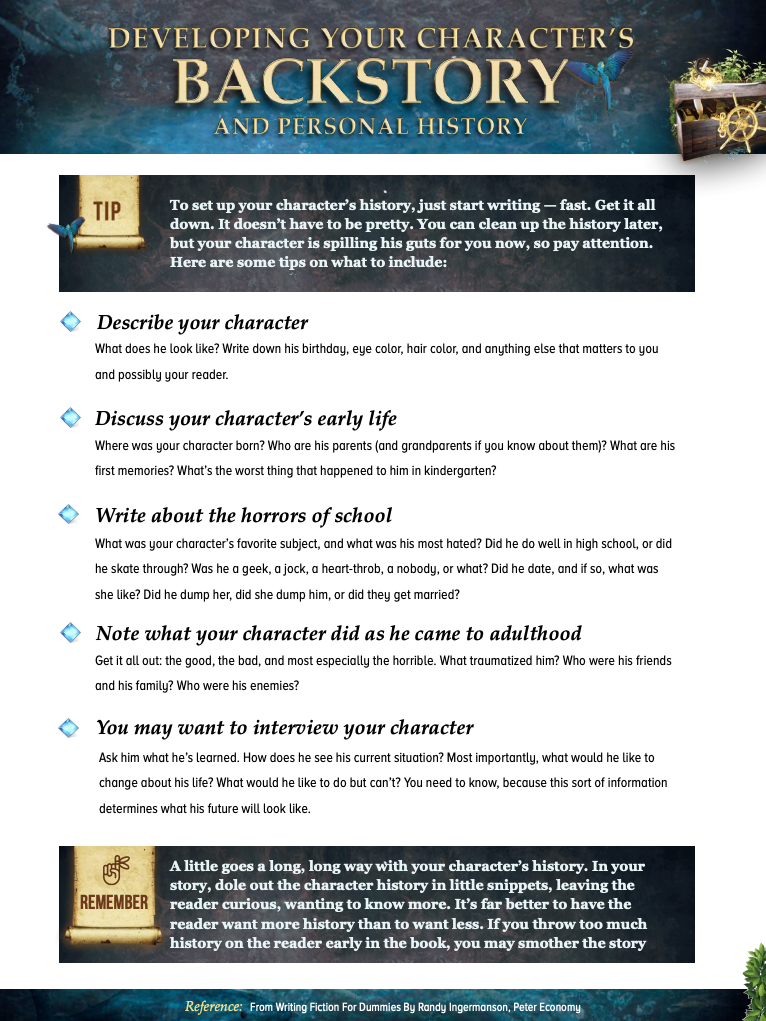 DEVELOPING YOUR CHARACTER'S
BACKSTORY
AND PERSONAL HISTORY
TIP
To set up your character's history, just start writing — fast. Get it all
down. It doesn't have to be pretty. You can clean up the history later,
but your character is spilling his guts for you now, so pay attention.
Here are some tips on what to include:
Describe your character
What does he look like? Write down his birthday, eye color, hair color, and anything else that matters to you
and possibly your reader.
Discuss your character's early life
Where was your character born? Who are his parents (and grandparents if you know about them)? What are his
first memories? What's the worst thing that happened to him in kindergarten?
Write about the horrors of school
What was your character's favorite subject, and what was his most hated? Did he do well in high school, or did
he skate through? Was he a geek, a jock, a heart-throb, a nobody, or what? Did he date, and if so, what was
she like? Did he dump her, did she dump him, or did they get married?
Note what your character did as he came to adulthood
Get it all out: the good, the bad, and most especially the horrible. What traumatized him? Who were his friends
and his family? Who were his enemies?
You may want to interview your character
Ask him what he's learned. How does he see his current situation? Most importantly, what would he like to
change about his life? What would he like to do but can't? You need to know, because this sort of information
determines what his future will look like.
REMEMBER
A little goes a long, long way with your character's history. In your
story, dole out the character history in little snippets, leaving the
reader curious, wanting to know more. It's far better to have the
reader want more history than to want less. If you throw too much
history on the reader early in the book, you may smother the story
Reference: From Writing Fiction For Dummies By Randy Ingermanson, Peter Economy